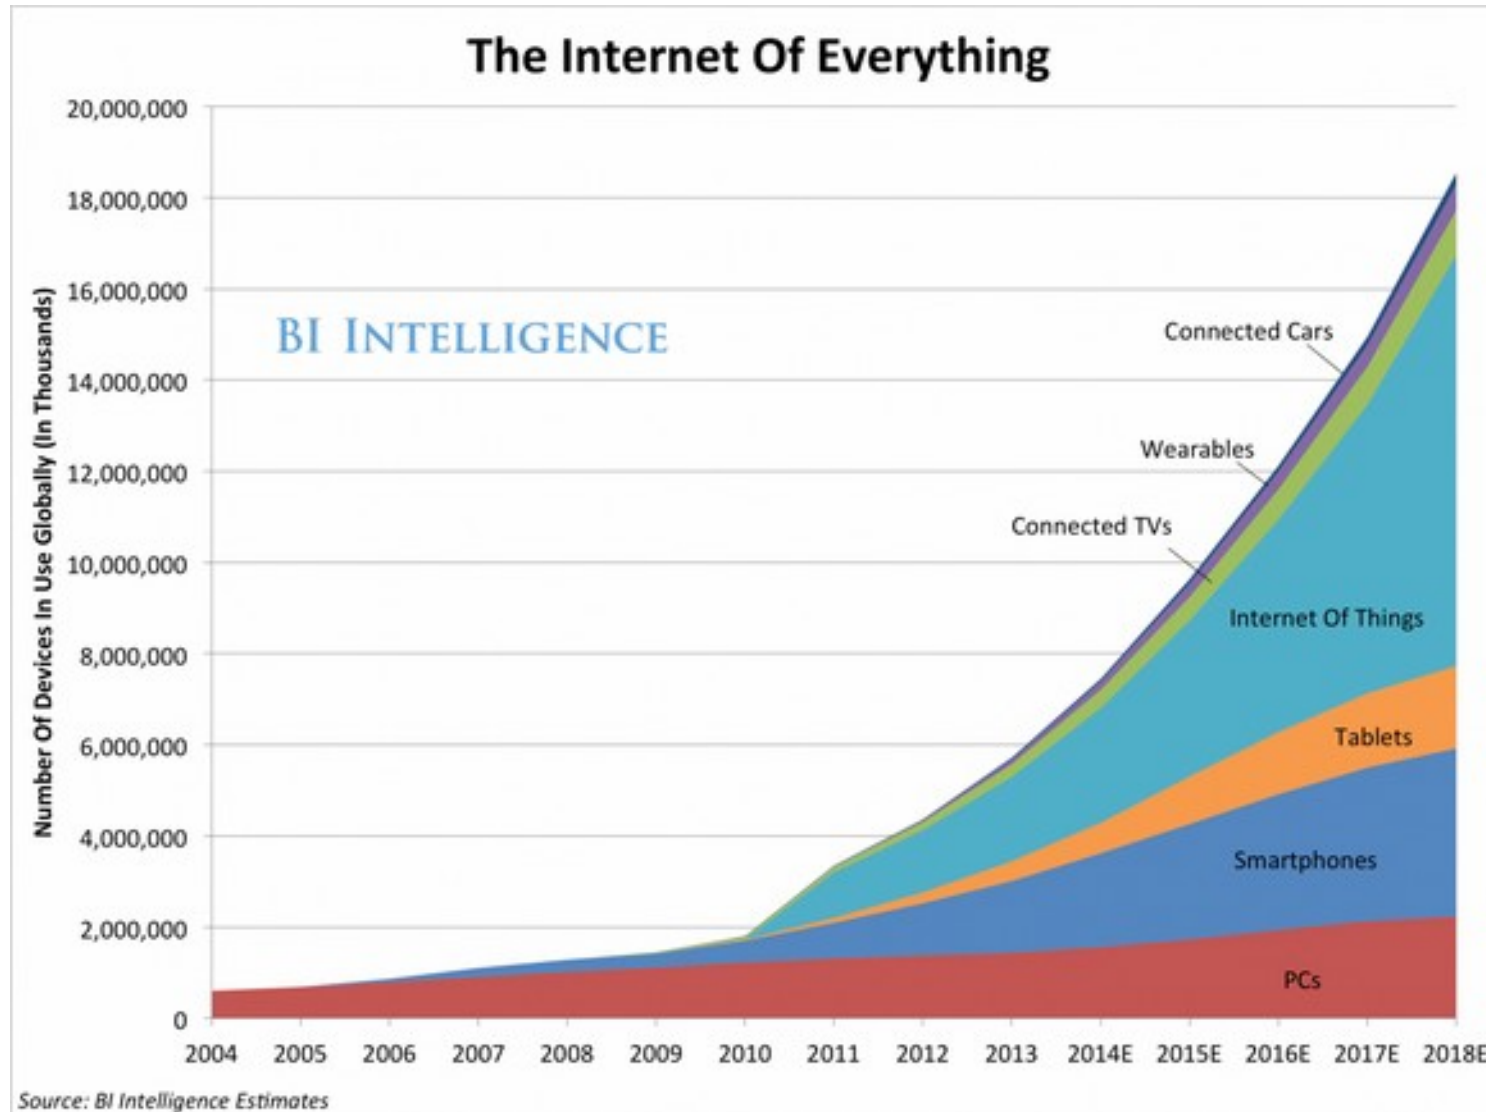 The Internet Of Everything
20,000,000
18,000,000
16,000,000
14,000,000
12,000,000
10,000,000
8,000,000
6,000,000
4,000,000
2,000,000
0
Number Of Devices In Use Globally (In Thousands)
BI INTELLIGENCE
Connected Cars
Wearables
Connected TVs
Internet Of Things
Tablets
Smartphones
PCs
2004 2005 2006 2007 2008 2009 2010 2011 2012 2013 2014E 2015E 2016E 2017E 2018E
Source: BI Intelligence Estimates